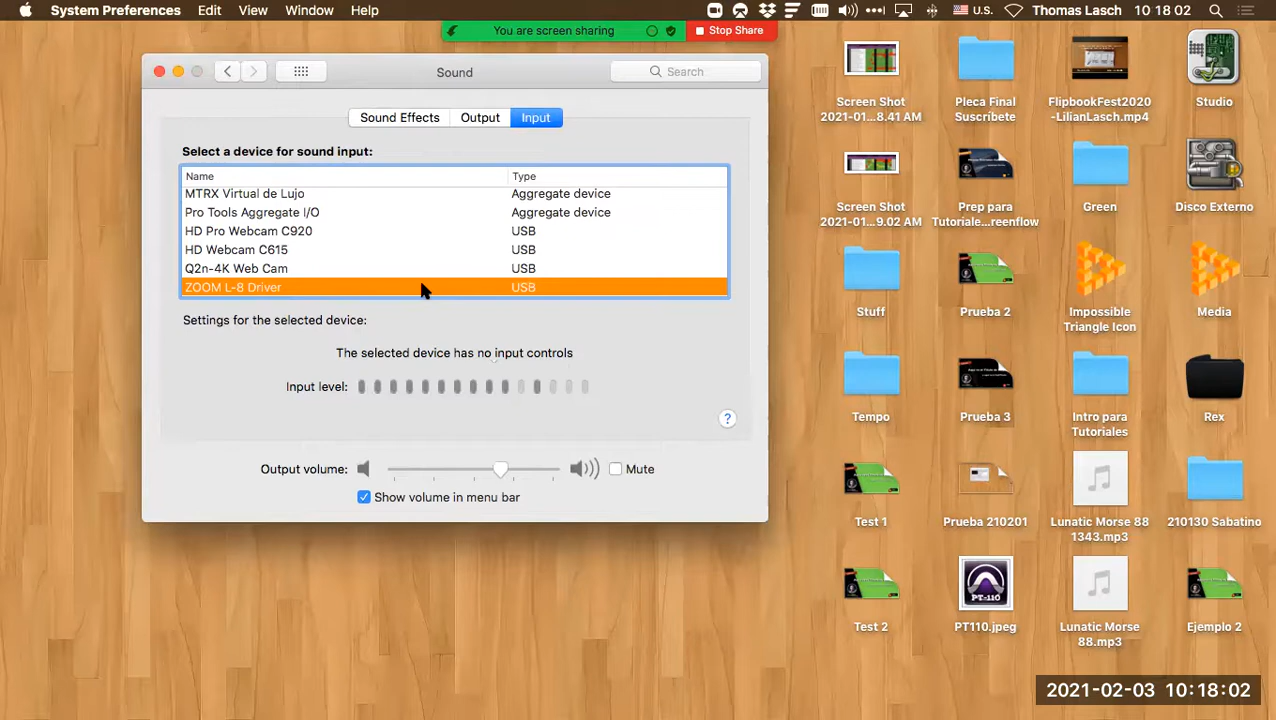 System Preferences Edit View Window Help
U.S. Thomas Lasch 10 18 02
You are screen sharing Stop Share
Sound
Search
Sound Effects Output Input
Select a device for sound input:
Name Type
MTRX Virtual de Lujo Aggregate device
Pro Tools Aggregate I/O Aggregate device
HD Pro Webcam C920 USB
HD Webcam C615 USB
Q2n-4K Web Cam USB
ZOOM L-8 Driver USB
Settings for the selected device:
The selected device has no input controls
Input level:
?
Output volume: Mute
Show volume in menu bar
Screen Shot
2021-01...8.41 AM
Pleca Final
Suscríbete
FlipbookFest2020
-LilianLasch.mp4
Studio
Screen Shot
2021-01...9.02 AM
Prep para
Tutoriale...reenflow
Green
Disco Externo
Stuff
Prueba 2
Impossible
Triangle Icon
Media
Tempo
Prueba 3
Intro para
Tutoriales
Rex
Test 1
Prueba 210201
Lunatic Morse 88
1343.mp3
210130 Sabatino
Test 2
PT-110
PT110.jpeg
Lunatic Morse
88.mp3
Ejemplo 2
2021-02-03 10:18:02